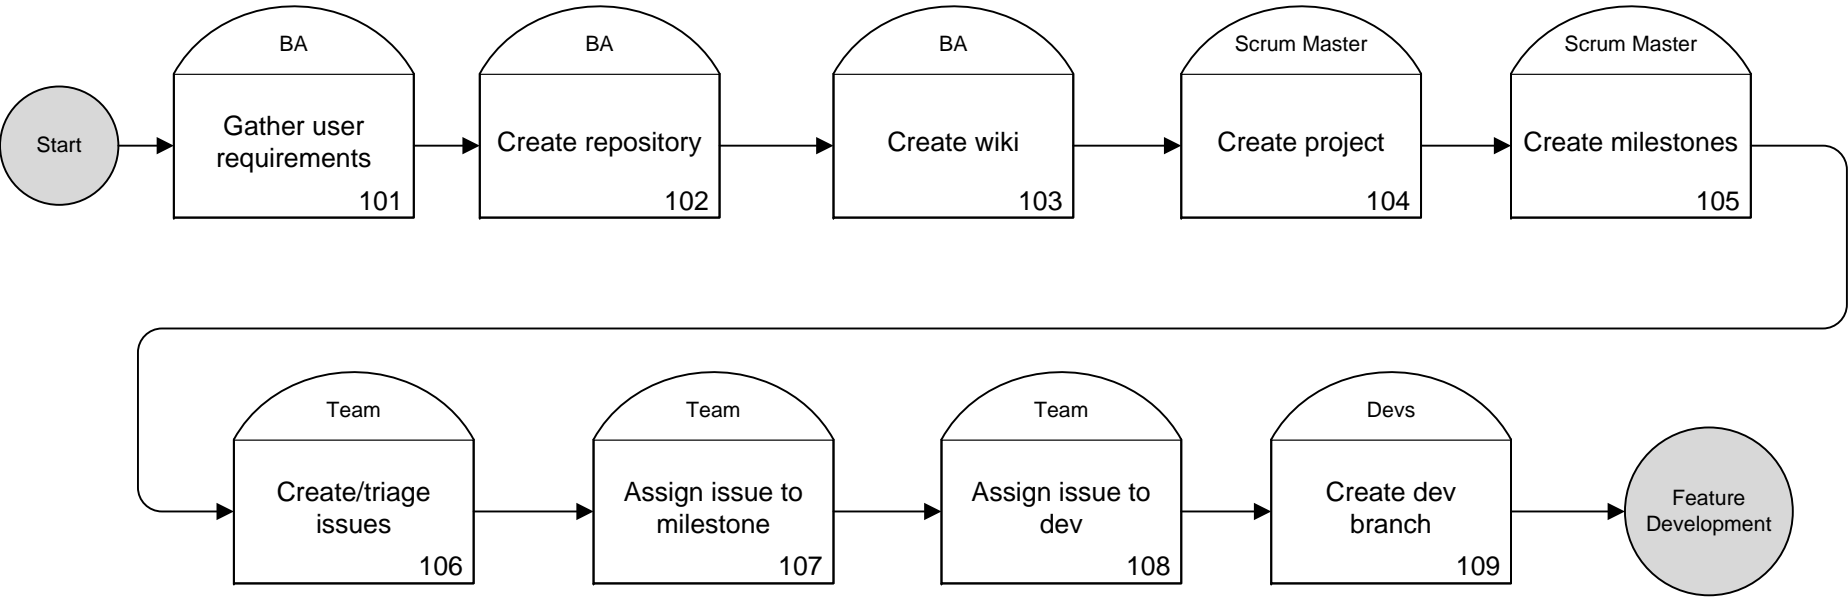 Start
BA
Gather user
requirements
101
BA
Create repository
102
BA
Create wiki
103
Scrum Master
Create project
104
Scrum Master
Create milestones
105
Team
Create/triage
issues
106
Team
Assign issue to
milestone
107
Team
Assign issue to
dev
108
Devs
Create dev
branch
109
Feature
Development